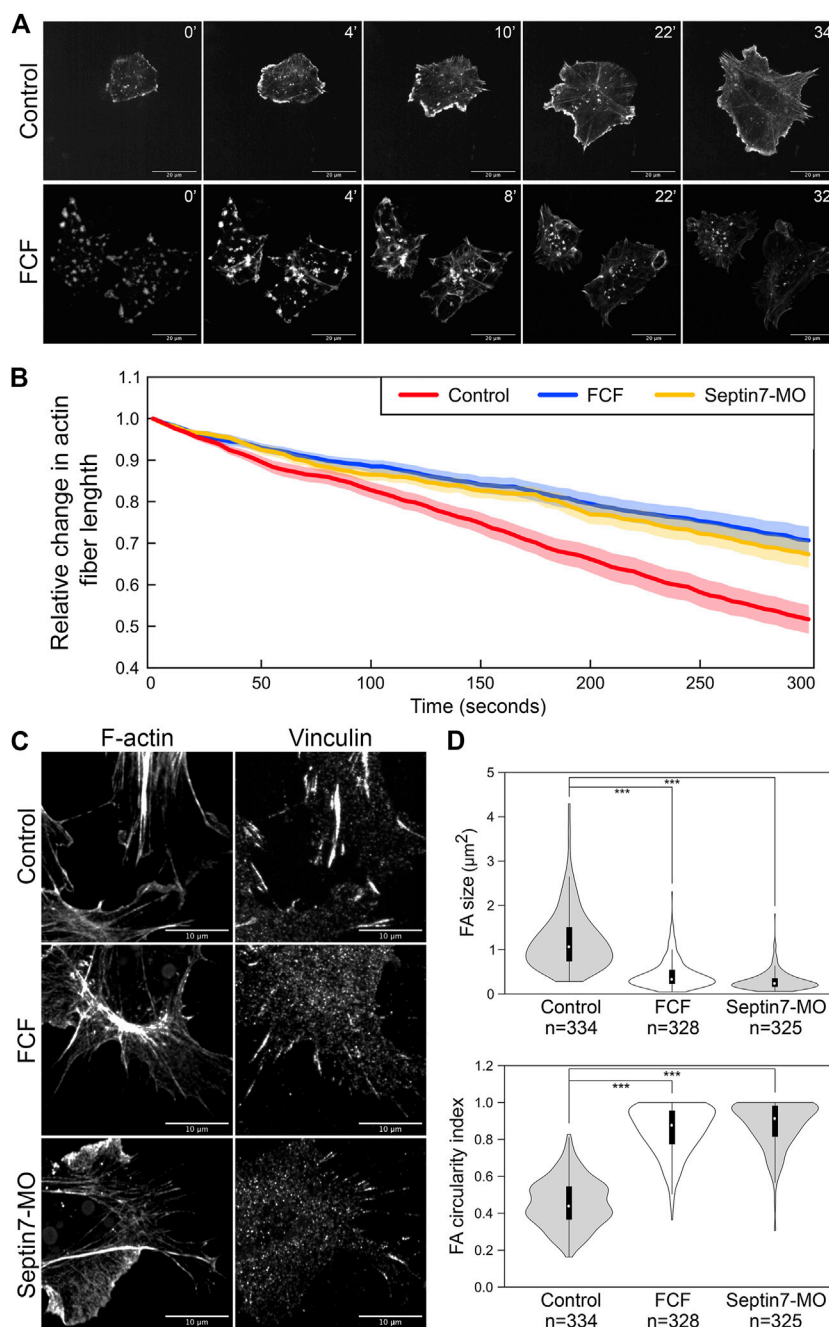 A
Control
0'
4'
10'
22'
34
20 µm
20 µm
20 µm
20 µm
20 µm
FCF
0'
4'
8'
22'
32'
20 µm
20 µm
20 µm
20 µm
20 µm
B
Relative change in actin
fiber lenghth
1.1
1.0
0.9
0.8
0.7
0.6
0.5
0.4
Control
FCF
Septin7-MO
0
50
100
150
200
250
300
Time (seconds)
C
F-actin
Vinculin
Control
10 µm
10 µm
FCF
10 µm
10 µm
Septin7-MO
10 µm
10 µm
D
FA size (µm²)
5
4
3
2
1
0
***
***
Control
FCF
Septin7-MO
n=334
n=328
n=325
FA circularity index
1.2
1.0
0.8
0.6
0.4
0.2
0.0
***
***
Control
FCF
Septin7-MO
n=334
n=328
n=325